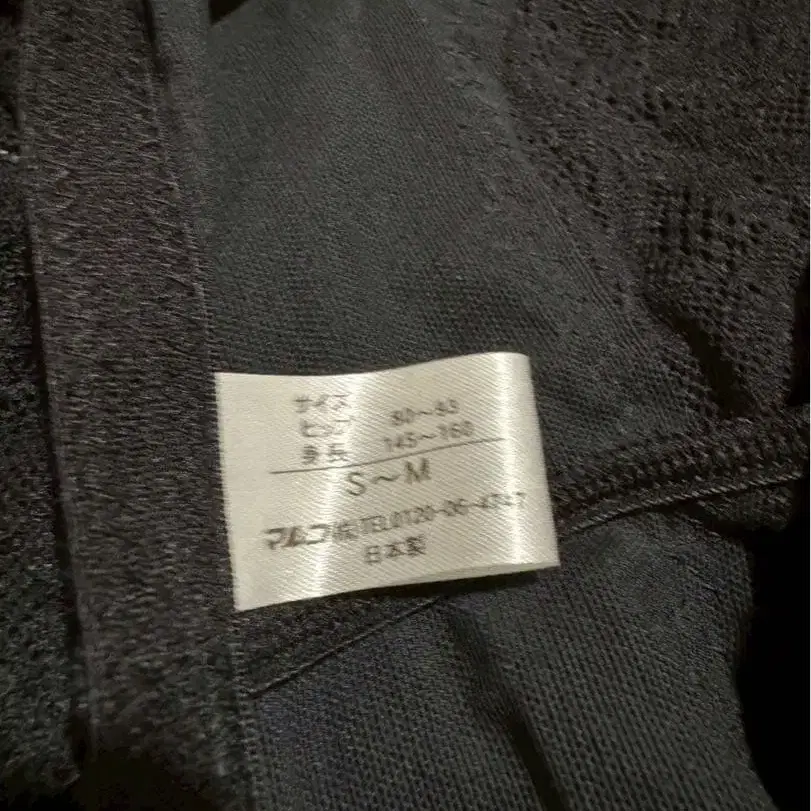 サイズ
ヒップ 80～93
身長 145～160
S～M
マルコ(株)TEL0120-06-4747
日本製